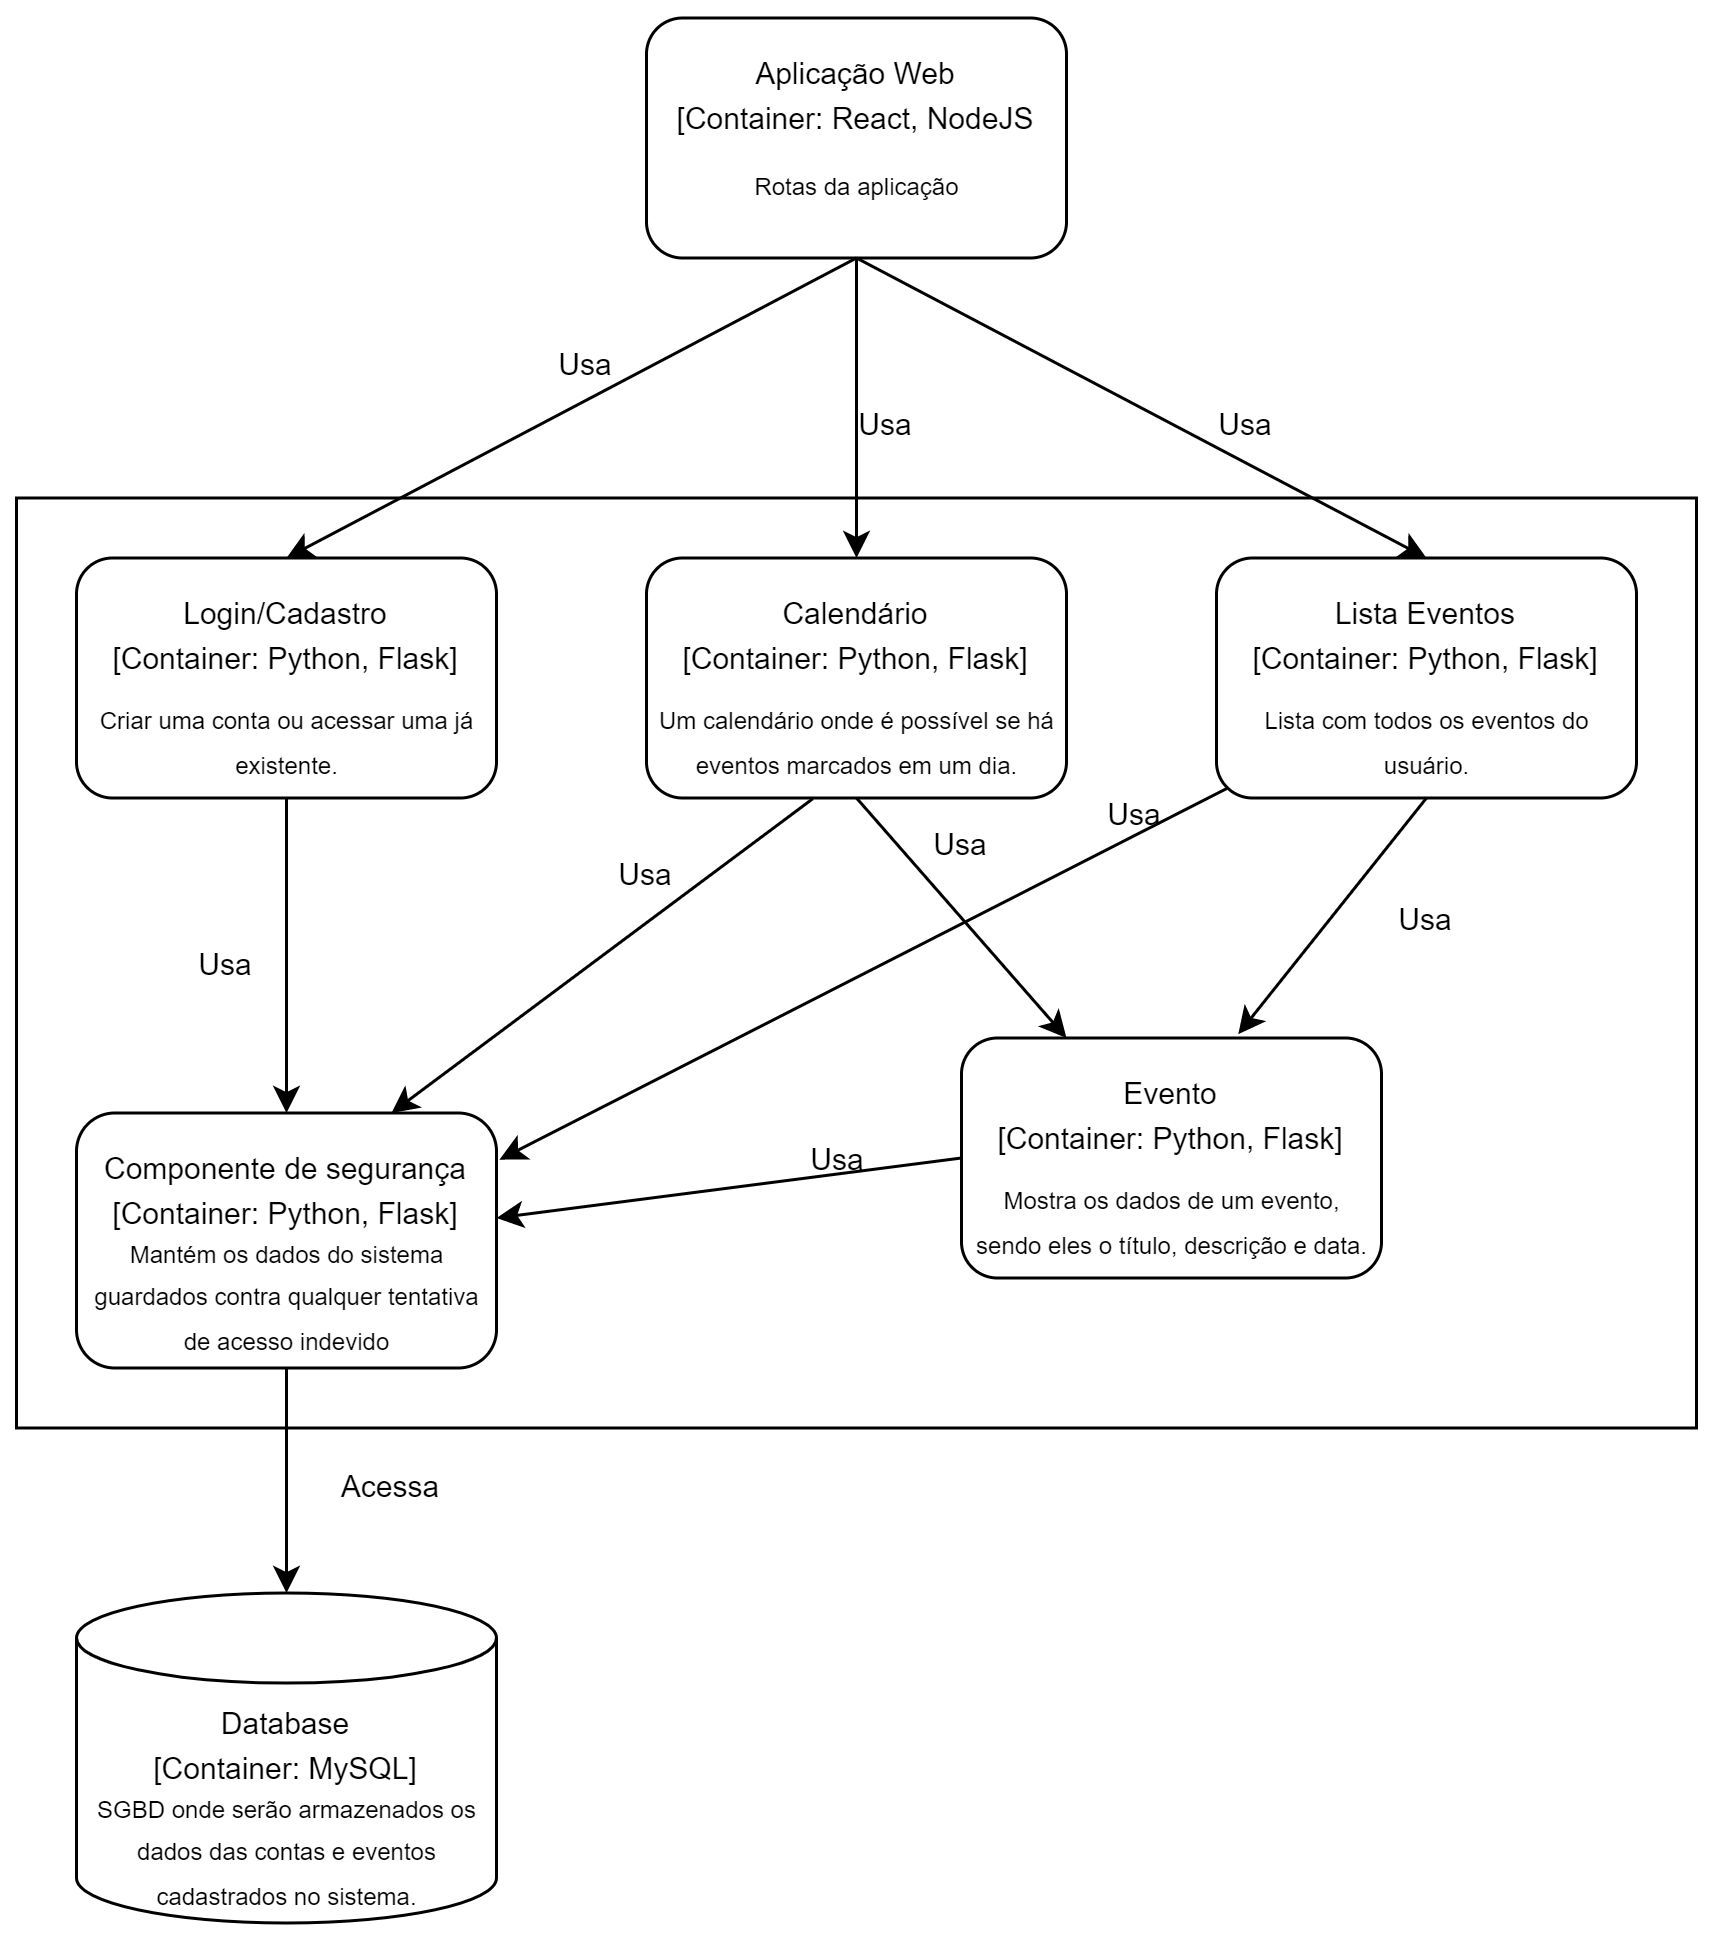 Aplicação Web
[Container: React, NodeJS
Rotas da aplicação
Usa
Usa
Usa
Login/Cadastro
[Container: Python, Flask]
Criar uma conta ou acessar uma já
existente.
Calendário
[Container: Python, Flask]
Um calendário onde é possível se há
eventos marcados em um dia.
Lista Eventos
[Container: Python, Flask]
Lista com todos os eventos do
usuário.
Usa
Usa
Usa
Usa
Usa
Evento
[Container: Python, Flask]
Mostra os dados de um evento,
sendo eles o título, descrição e data.
Usa
Componente de segurança
[Container: Python, Flask]
Mantém os dados do sistema
guardados contra qualquer tentativa
de acesso indevido
Acessa
Database
[Container: MySQL]
SGBD onde serão armazenados os
dados das contas e eventos
cadastrados no sistema.